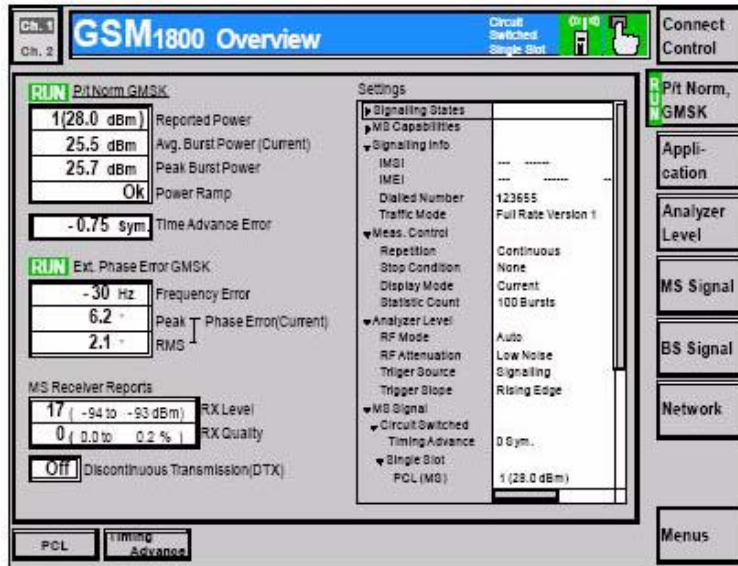 Ch. 1
Ch. 2
GSM1800 Overview
Circuit
Switched
Single Slot
Connect
Control
RUN P/t Norm GMSK
1(28.0 dBm) Reported Power
25.5 dBm Avg. Burst Power (Current)
25.7 dBm Peak Burst Power
Ok Power Ramp
-0.75 Sym. Time Advance Error
RUN Ext. Phase Error GMSK
-30 Hz Frequency Error
6.2 ° Peak Phase Error(Current)
2.1 ° RMS
MS Receiver Reports
17 ( -94 to -93 dBm) RX Level
0 ( 0.0 to 0.2 % ) RX Quality
Off Discontinuous Transmission(DTX)
Settings
Signalling States
MS Capabilities
Signaling Info
IMSI --- ------
IMEI --- ------ --
Dialled Number 123655
Traffic Mode Full Rate Version 1
Meas. Control
Repetition Continuous
Stop Condition None
Display Mode Current
Statistic Count 100 Bursts
Analyzer Level
RF Mode Auto
RF Attenuation Low Noise
Triiger Source Signalling
Trigger Slope Rising Edge
MS Signal
Circuit Switched
Timing Advance 0 Sym.
Single Slot
PCL (MS) 1 (28.0 dBm)
RUN
P/t Norm,
GMSK
Appli-
cation
Analyzer
Level
MS Signal
BS Signal
Network
Menus
PCL
Timing
Advance